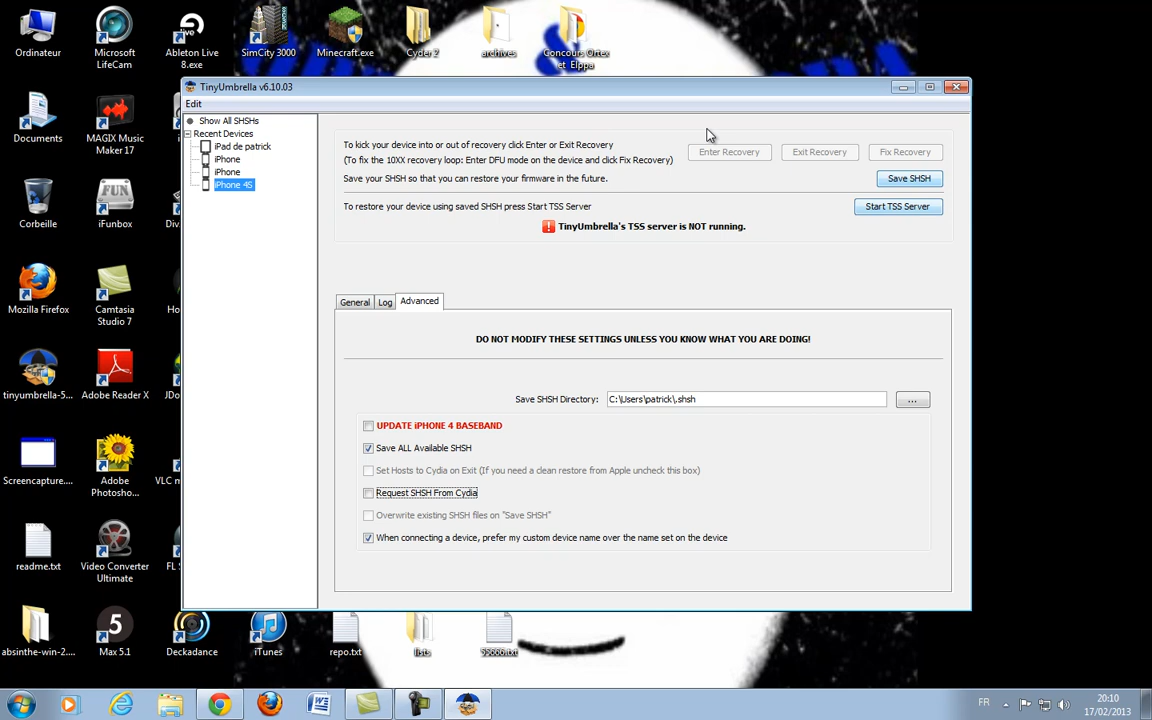 Ordinateur
Microsoft
LifeCam
Ableton Live
8.exe
SimCity 3000
Minecraft.exe
Cyder 2
archives
Concours Ortex
et Elppa
TinyUmbrella v6.10.03
Edit
Show All SHSHs
Recent Devices
iPad de patrick
iPhone
iPhone
iPhone 4S
To kick your device into or out of recovery click Enter or Exit Recovery
(To fix the 10XX recovery loop: Enter DFU mode on the device and click Fix Recovery)
Enter Recovery
Exit Recovery
Fix Recovery
Save your SHSH so that you can restore your firmware in the future.
Save SHSH
To restore your device using saved SHSH press Start TSS Server
Start TSS Server
TinyUmbrella's TSS server is NOT running.
General
Log
Advanced
DO NOT MODIFY THESE SETTINGS UNLESS YOU KNOW WHAT YOU ARE DOING!
Save SHSH Directory:
C:\Users\patrick\.shsh
...
UPDATE iPHONE 4 BASEBAND
Save ALL Available SHSH
Set Hosts to Cydia on Exit (If you need a clean restore from Apple uncheck this box)
Request SHSH From Cydia
Overwrite existing SHSH files on "Save SHSH"
When connecting a device, prefer my custom device name over the name set on the device
Documents
MAGIX Music
Maker 17
Corbeille
FUN
iFunbox
Mozilla Firefox
Camtasia
Studio 7
tinyumbrella-5...
Adobe Reader X
Screencapture....
Adobe
Photosho...
VLC m
readme.txt
Video Converter
Ultimate
FL S
absinthe-win-2....
5
Max 5.1
Deckadance
iTunes
repo.txt
lists
95666.txt
FR
20:10
17/02/2013